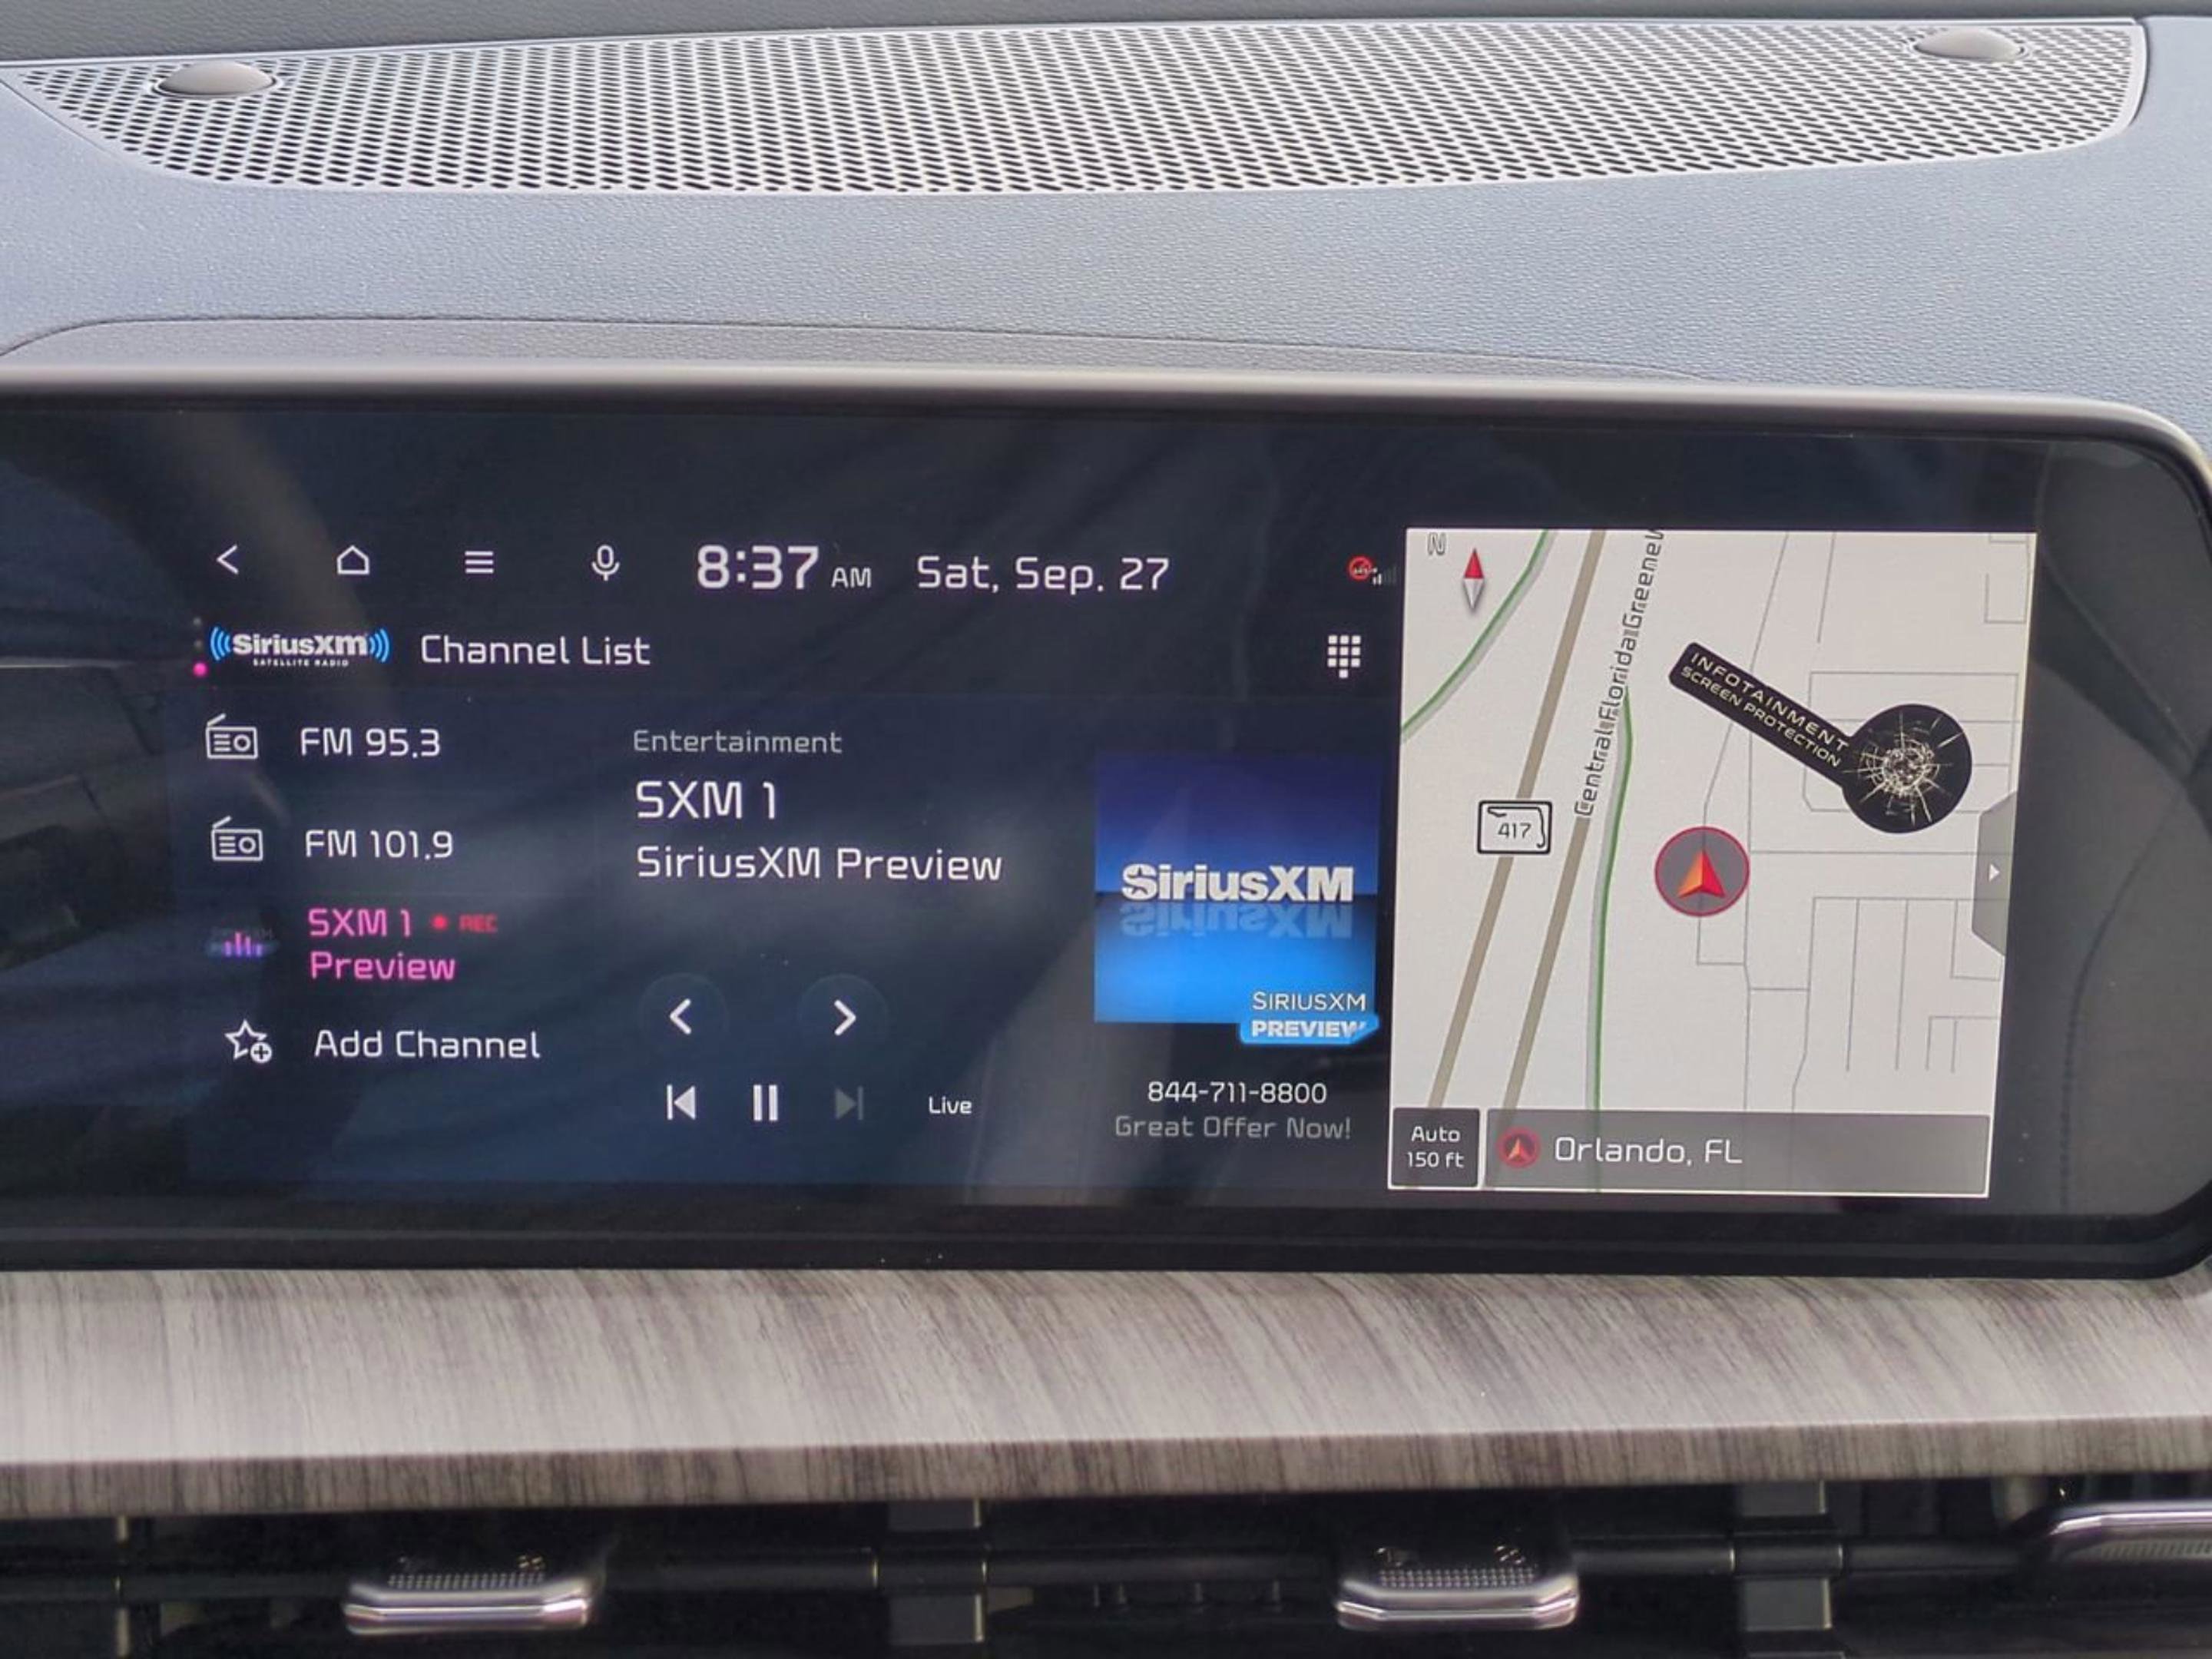 8:37 AM Sat, Sep. 27
SiriusXM Channel List
SATELLITE RADIO
FM 95.3
FM 101.9
SXM 1 REC
Preview
Add Channel
Entertainment
SXM 1
SiriusXM Preview
Live
SiriusXM
SIRIUSXM
PREVIEW
844-711-8800
Great Offer Now!
N
Central Florida Greenew
417
INFOTAINMENT
SCREEN PROTECTION
Auto
150 ft
Orlando, FL